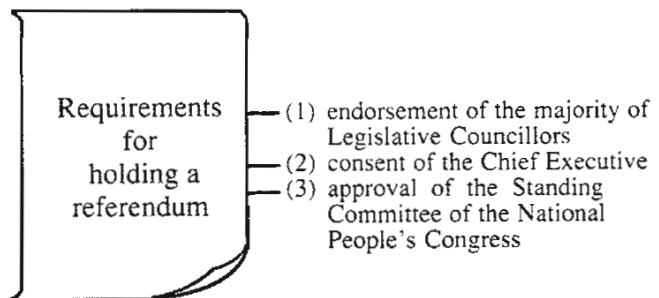 Requirements
for
holding a
referendum
(1) endorsement of the majority of
Legislative Councillors
(2) consent of the Chief Executive
(3) approval of the Standing
Committee of the National
People's Congress